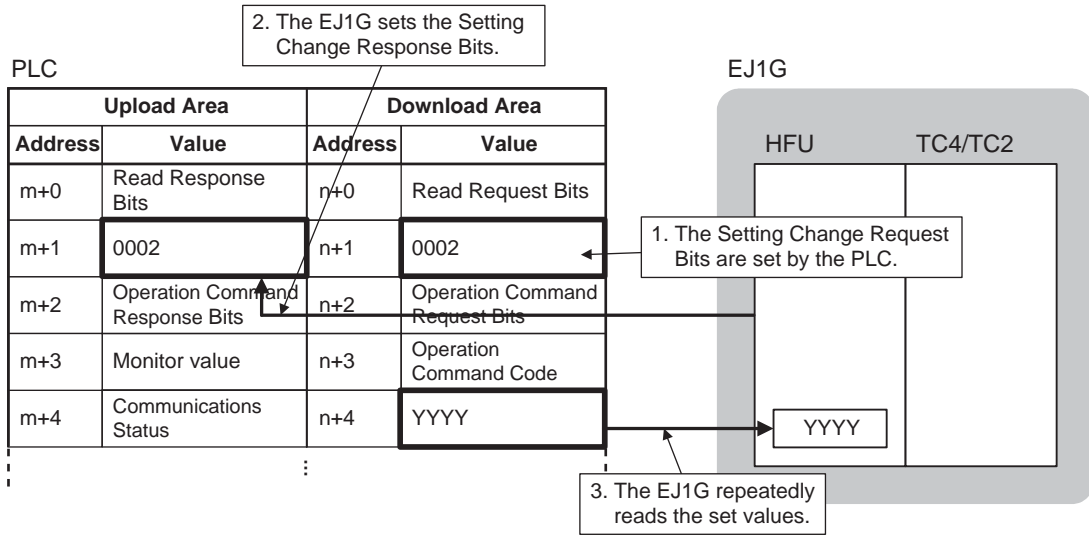 2. The EJ1G sets the Setting
Change Response Bits.
PLC
EJ1G
Upload Area Download Area
Address Value Address Value
HFU TC4/TC2
m+0 Read Response
Bits n+0 Read Request Bits
m+1 0002 n+1 0002
1. The Setting Change Request
Bits are set by the PLC.
m+2 Operation Command
Response Bits n+2 Operation Command
Request Bits
m+3 Monitor value n+3 Operation
Command Code
m+4 Communications
Status n+4 YYYY
YYYY
3. The EJ1G repeatedly
reads the set values.